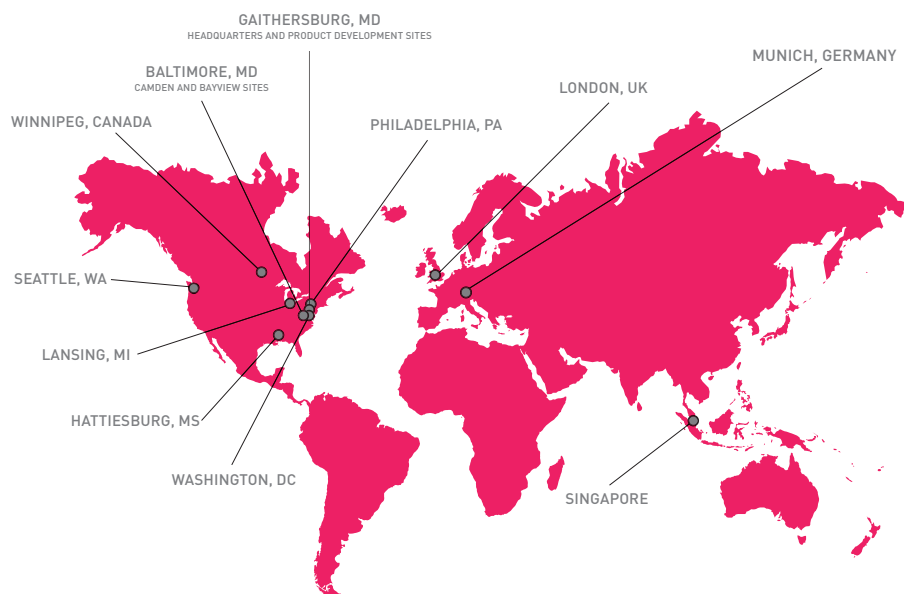 GAITHERSBURG, MD
HEADQUARTERS AND PRODUCT DEVELOPMENT SITES
MUNICH, GERMANY
BALTIMORE, MD
CAMDEN AND BAYVIEW SITES
LONDON, UK
WINNIPEG, CANADA
PHILADELPHIA, PA
SEATTLE, WA
LANSING, MI
HATTIESBURG, MS
WASHINGTON, DC
SINGAPORE